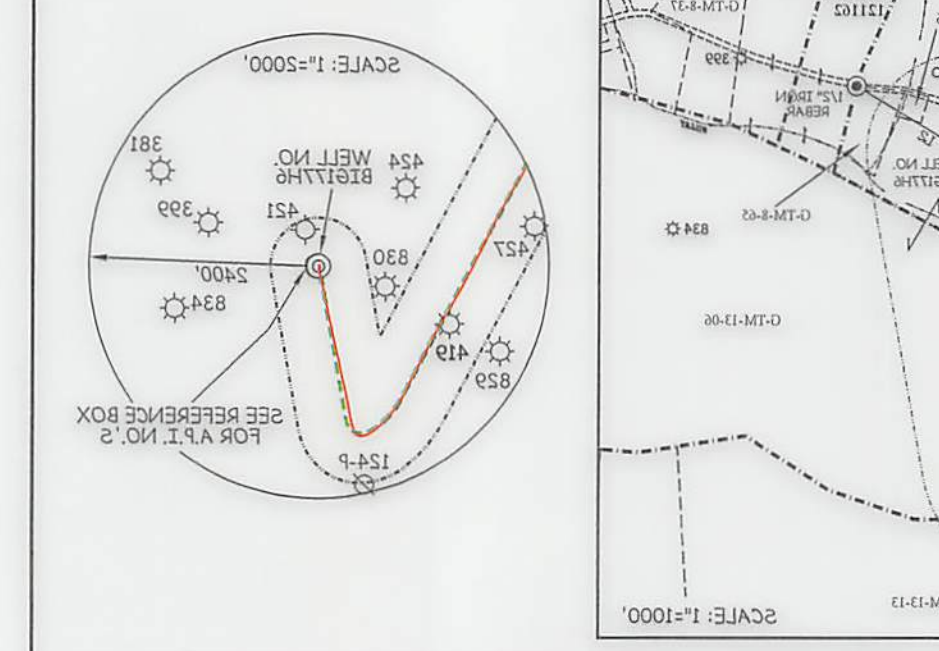 SCALE: 1"=2000'
381
399
WELL NO.
BIG177H6
424
421
427
2400'
830
834
419
829
SEE REFERENCE BOX
FOR A.P.I. NO.'S
124-P
G-TM-8-37
121162
399
1/2" IRON
REBAR
L2
ELL NO.
IG177H6
G-TM-8-65
834
G-TM-13-06
M-13-13
SCALE: 1"=1000'